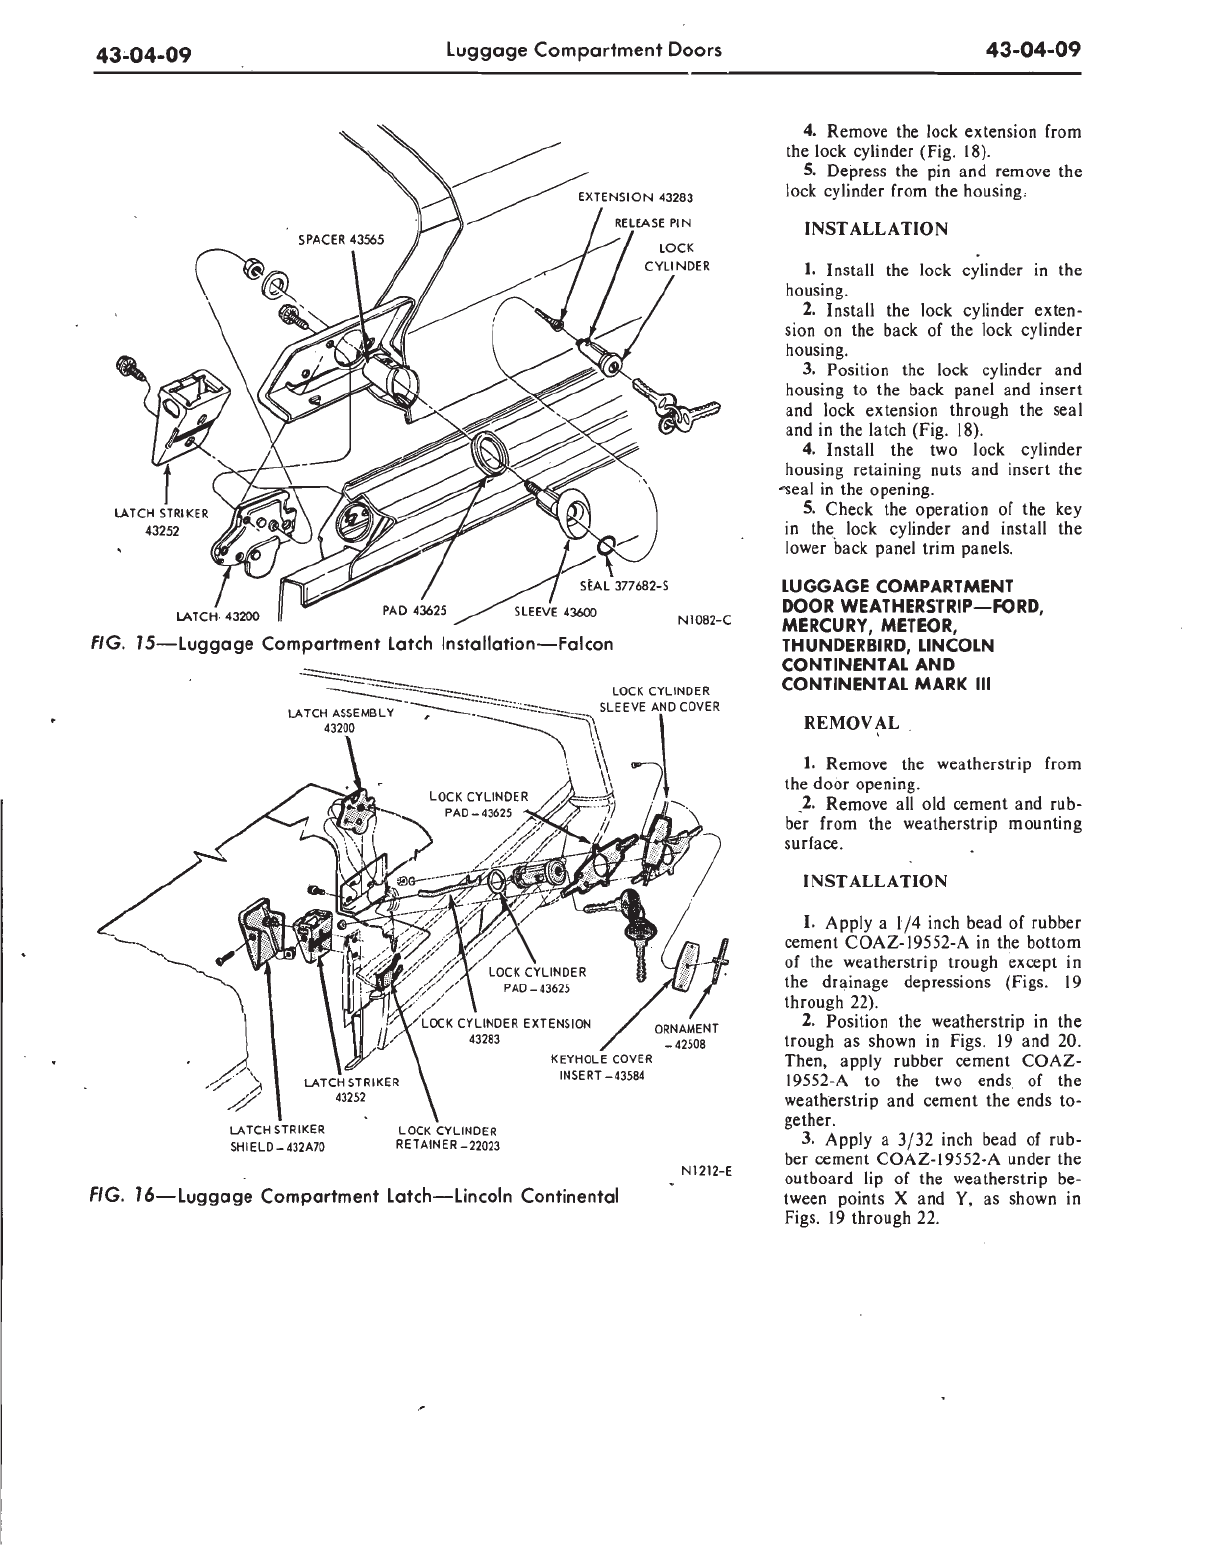 43-04-09
Luggage Compartment Doors
43-04-09
EXTENSION 43283
RELEASE PIN
SPACER 43565
LOCK
CYLINDER
LATCH STRIKER
43252
LATCH 43200
PAD 43625
SLEEVE 43600
SEAL 377682-S
N1082-C
FIG. 15—Luggage Compartment Latch Installation—Falcon
LOCK CYLINDER
SLEEVE AND COVER
LATCH ASSEMBLY
43200
LOCK CYLINDER
PAD-43625
LOCK CYLINDER
PAD-43625
LOCK CYLINDER EXTENSION
43283
ORNAMENT
-42508
KEYHOLE COVER
INSERT-43584
LATCH STRIKER
43252
LATCH STRIKER
SHIELD-432A70
LOCK CYLINDER
RETAINER-22023
N1212-E
FIG. 16—Luggage Compartment Latch—Lincoln Continental
4. Remove the lock extension from
the lock cylinder (Fig. 18).
5. Depress the pin and remove the
lock cylinder from the housing.
INSTALLATION
1. Install the lock cylinder in the
housing.
2. Install the lock cylinder exten-
sion on the back of the lock cylinder
housing.
3. Position the lock cylinder and
housing to the back panel and insert
and lock extension through the seal
and in the latch (Fig. 18).
4. Install the two lock cylinder
housing retaining nuts and insert the
seal in the opening.
5. Check the operation of the key
in the lock cylinder and install the
lower back panel trim panels.
LUGGAGE COMPARTMENT
DOOR WEATHERSTRIP—FORD,
MERCURY, METEOR,
THUNDERBIRD, LINCOLN
CONTINENTAL AND
CONTINENTAL MARK III
REMOVAL
1. Remove the weatherstrip from
the door opening.
2. Remove all old cement and rub-
ber from the weatherstrip mounting
surface.
INSTALLATION
1. Apply a 1/4 inch bead of rubber
cement COAZ-19552-A in the bottom
of the weatherstrip trough except in
the drainage depressions (Figs. 19
through 22).
2. Position the weatherstrip in the
trough as shown in Figs. 19 and 20.
Then, apply rubber cement COAZ-
19552-A to the two ends of the
weatherstrip and cement the ends to-
gether.
3. Apply a 3/32 inch bead of rub-
ber cement COAZ-19552-A under the
outboard lip of the weatherstrip be-
tween points X and Y, as shown in
Figs. 19 through 22.